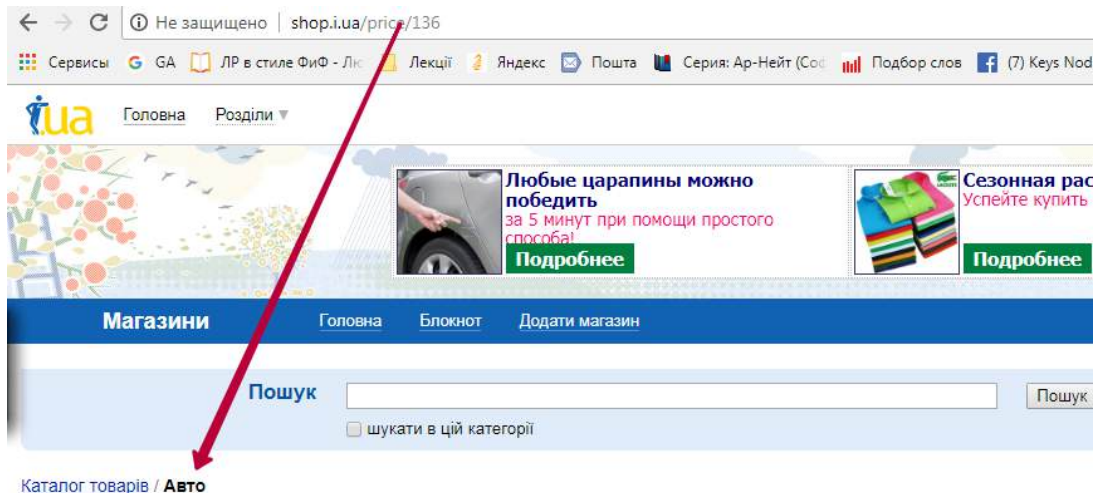 Не защищено | shop.i.ua/price/136
Сервисы GA ЛР в стиле ФиФ - Лю Лекції Яндекс Пошта Серия: Ар-Нейт (Сос Подбор слов (7) Keys Nod
i.ua Головна Розділи
Любые царапины можно
победить
за 5 минут при помощи простого
способа!
Подробнее
Сезонная рас
Успейте купить
Подробнее
Магазини Головна Блокнот Додати магазин
Пошук Пошук
шукати в цій категорії
Каталог товарів / Авто